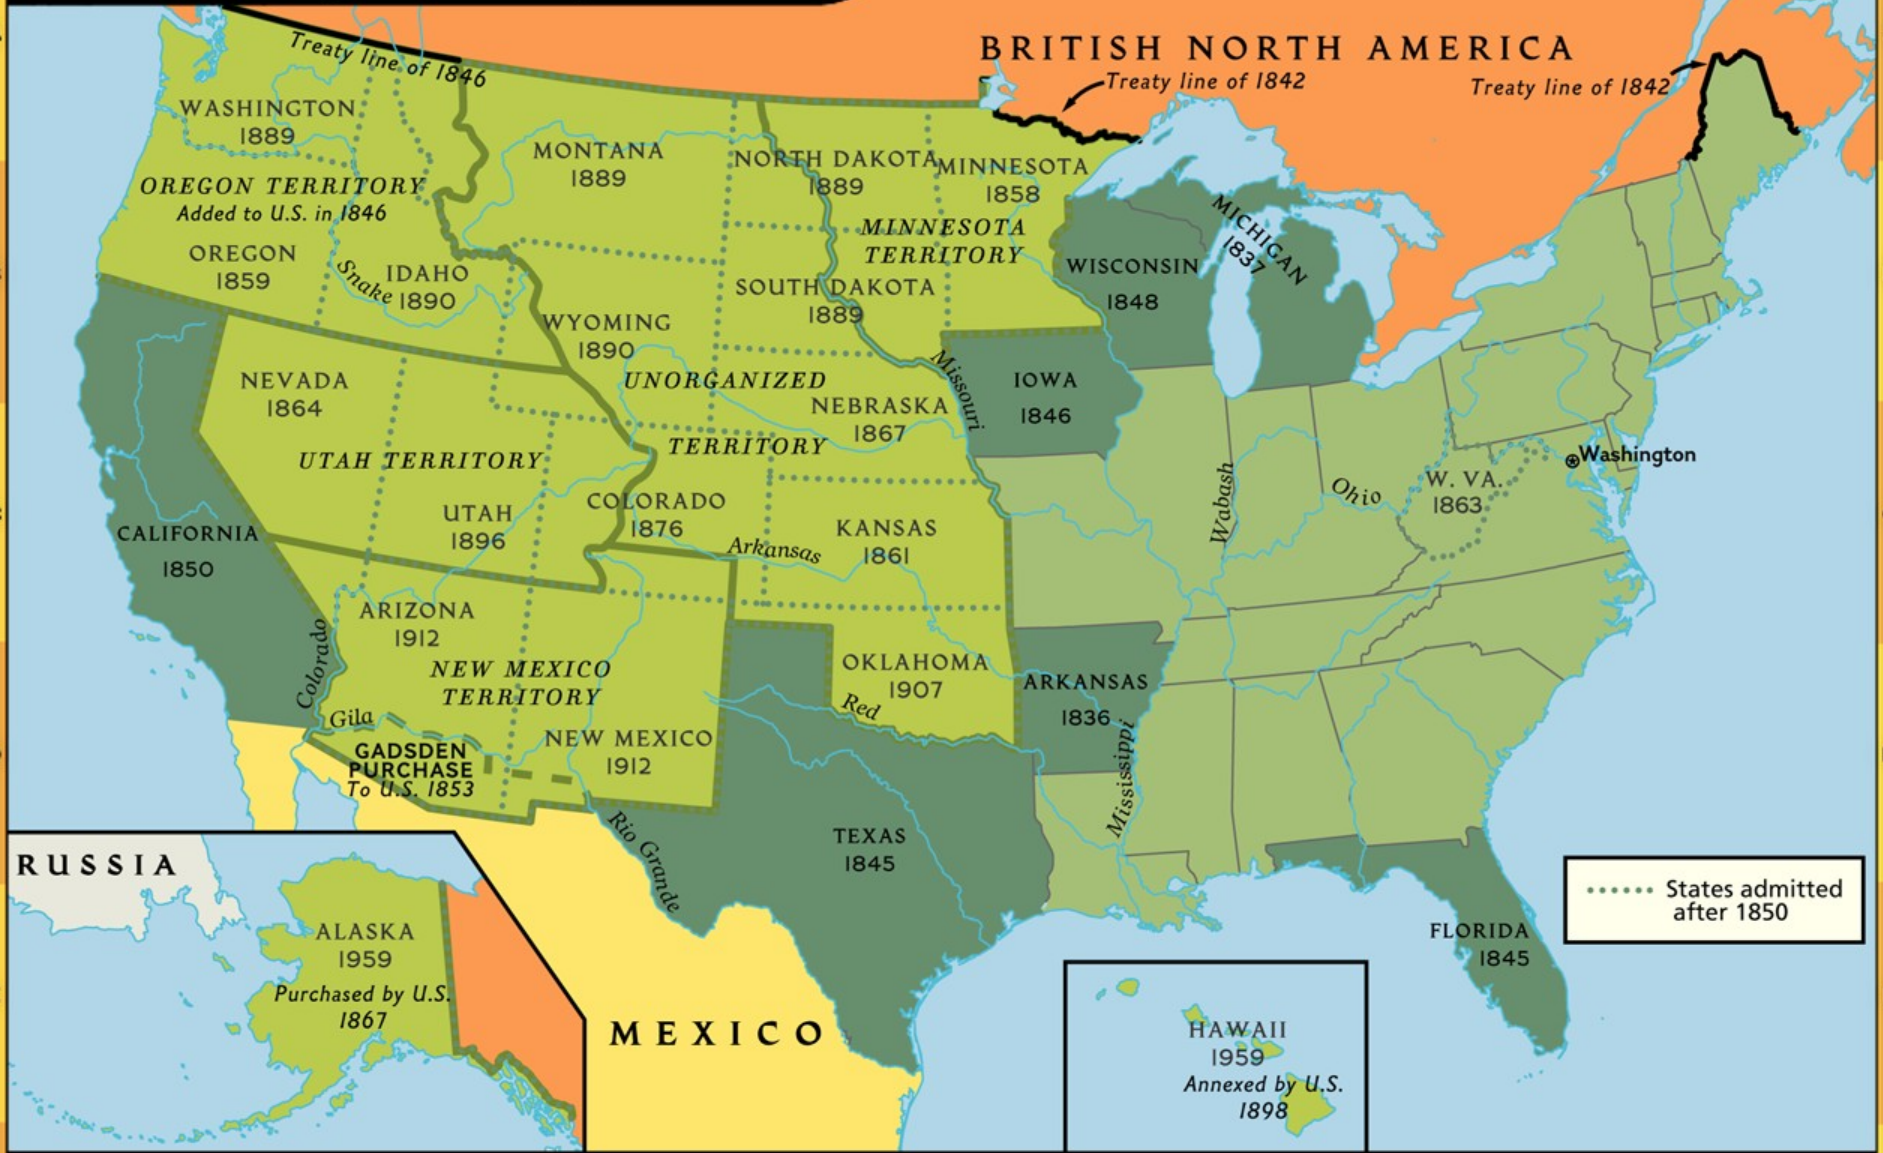 BRITISH NORTH AMERICA
Treaty line of 1846
Treaty line of 1842
Treaty line of 1842
WASHINGTON
1889
OREGON TERRITORY
Added to U.S. in 1846
OREGON
1859
Snake
IDAHO
1890
MONTANA
1889
NORTH DAKOTA
1889
MINNESOTA
1858
MINNESOTA
TERRITORY
SOUTH DAKOTA
1889
WYOMING
1890
UNORGANIZED
TERRITORY
NEBRASKA
1867
Missouri
WISCONSIN
1848
MICHIGAN
1837
IOWA
1846
NEVADA
1864
UTAH TERRITORY
UTAH
1896
COLORADO
1876
Arkansas
KANSAS
1861
CALIFORNIA
1850
Colorado
ARIZONA
1912
NEW MEXICO
TERRITORY
NEW MEXICO
1912
Gila
GADSDEN
PURCHASE
To U.S. 1853
OKLAHOMA
1907
Red
ARKANSAS
1836
Mississippi
Wabash
Ohio
W. VA.
1863
Washington
TEXAS
1845
Rio Grande
FLORIDA
1845
States admitted
after 1850
RUSSIA
ALASKA
1959
Purchased by U.S.
1867
MEXICO
HAWAII
1959
Annexed by U.S.
1898